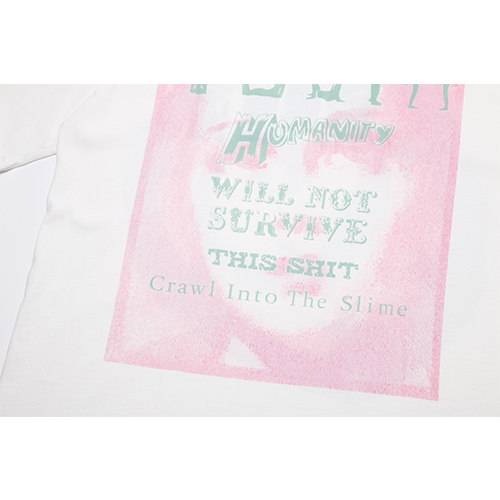 HUMANITY
WILL NOT
SURVIVE
THIS SHIT
Crawl Into The Slime